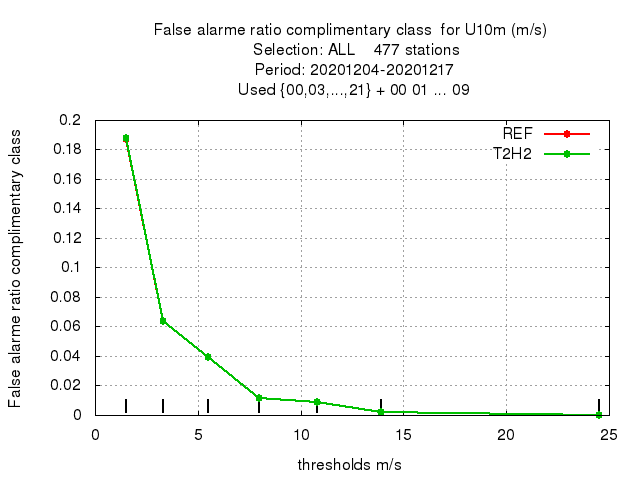 False alarme ratio complimentary class  for U10m (m/s)
Selection: ALL    477 stations
Period: 20201204-20201217
Used {00,03,...,21} + 00 01 ... 09
REF
T2H2
False alarme ratio complimentary class
0.2
0.18
0.16
0.14
0.12
0.1
0.08
0.06
0.04
0.02
0
0 5 10 15 20 25
thresholds m/s